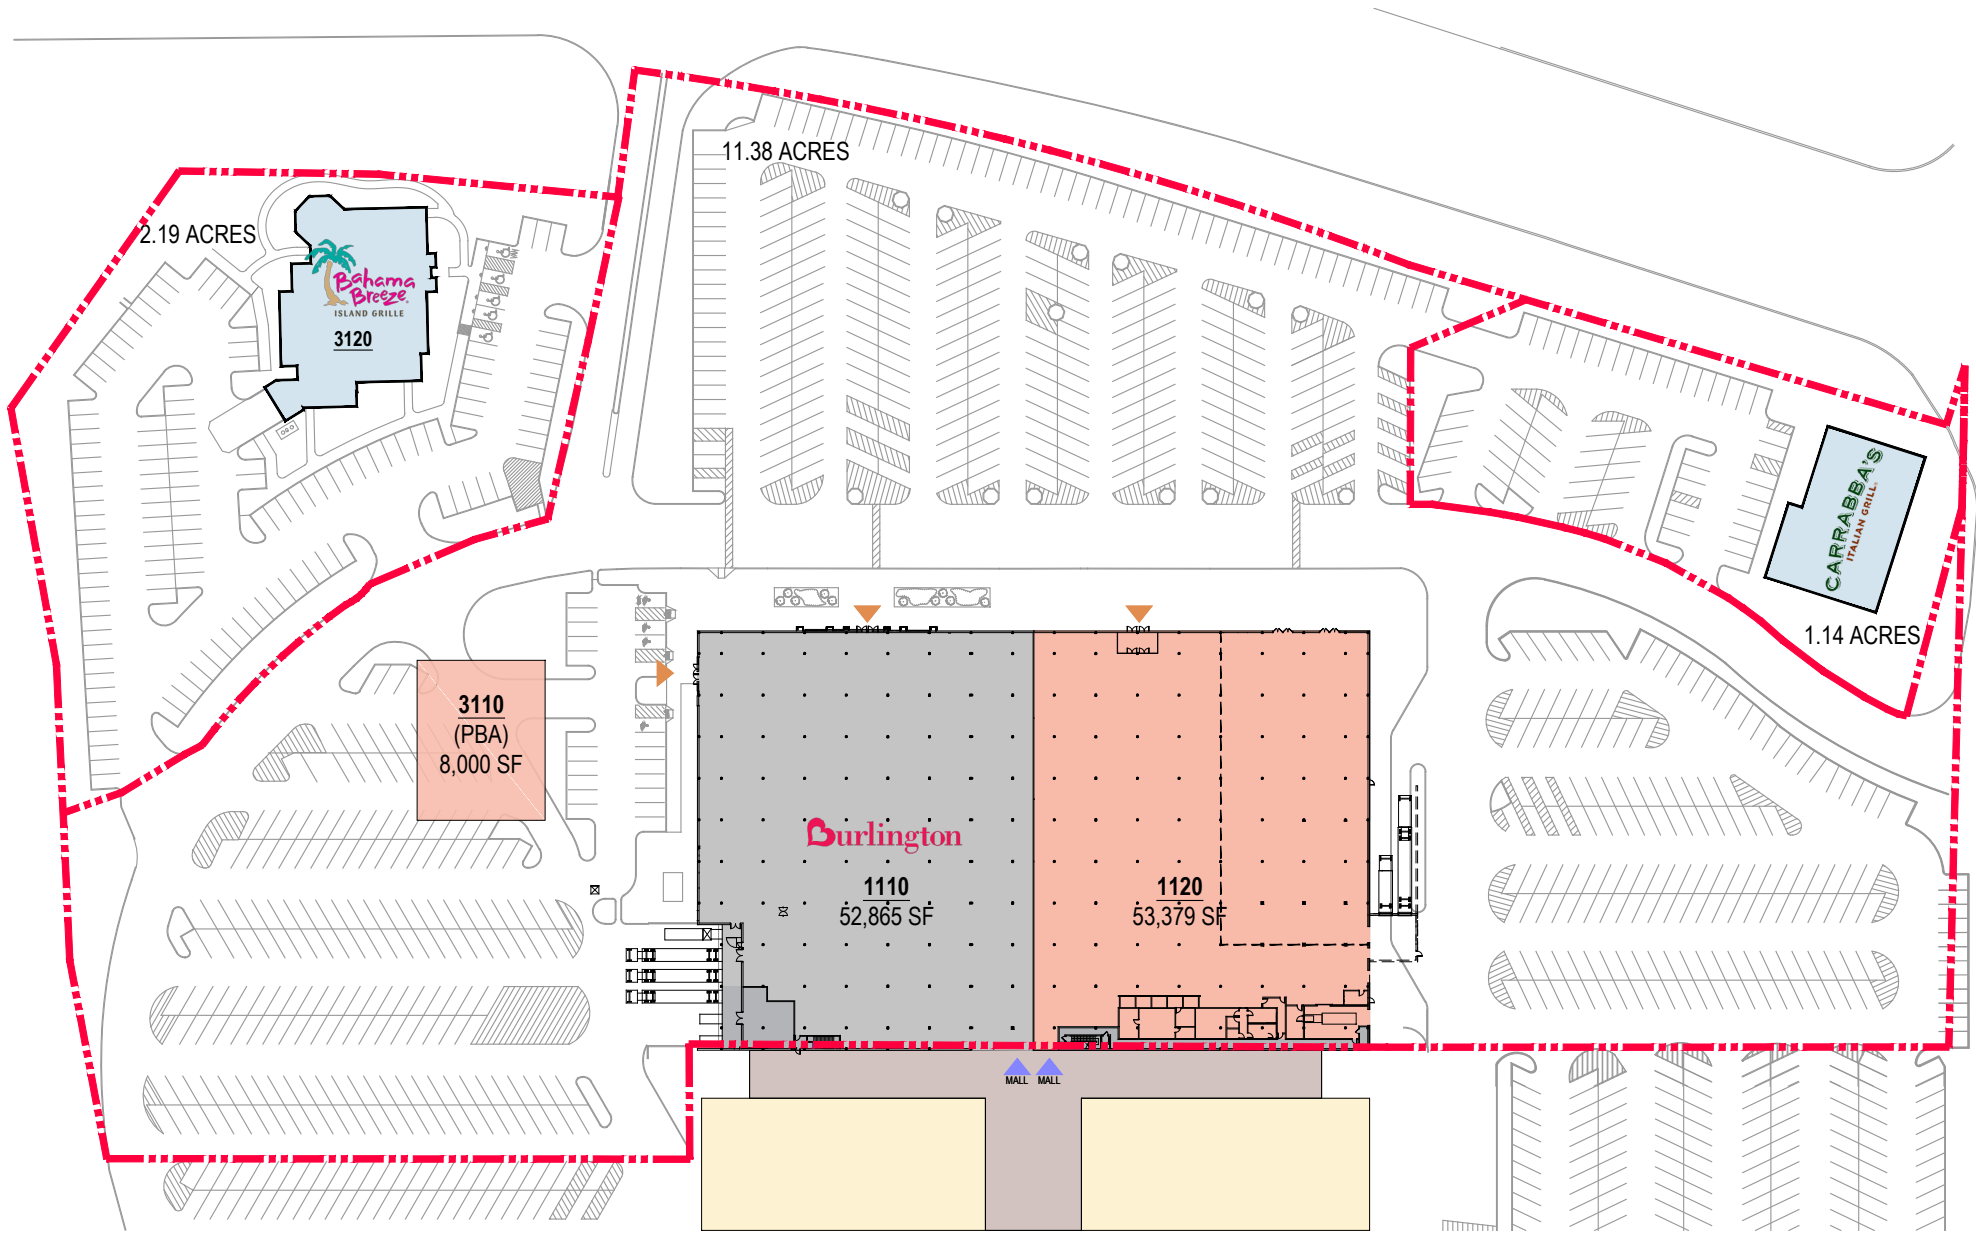 11.38 ACRES
2.19 ACRES
Bahama
Breeze
ISLAND GRILLE
3120
CARRABBA'S
ITALIAN GRILL
1.14 ACRES
3110
(PBA)
8,000 SF
Burlington
1110
52,865 SF
1120
53,379 SF
MALL
MALL